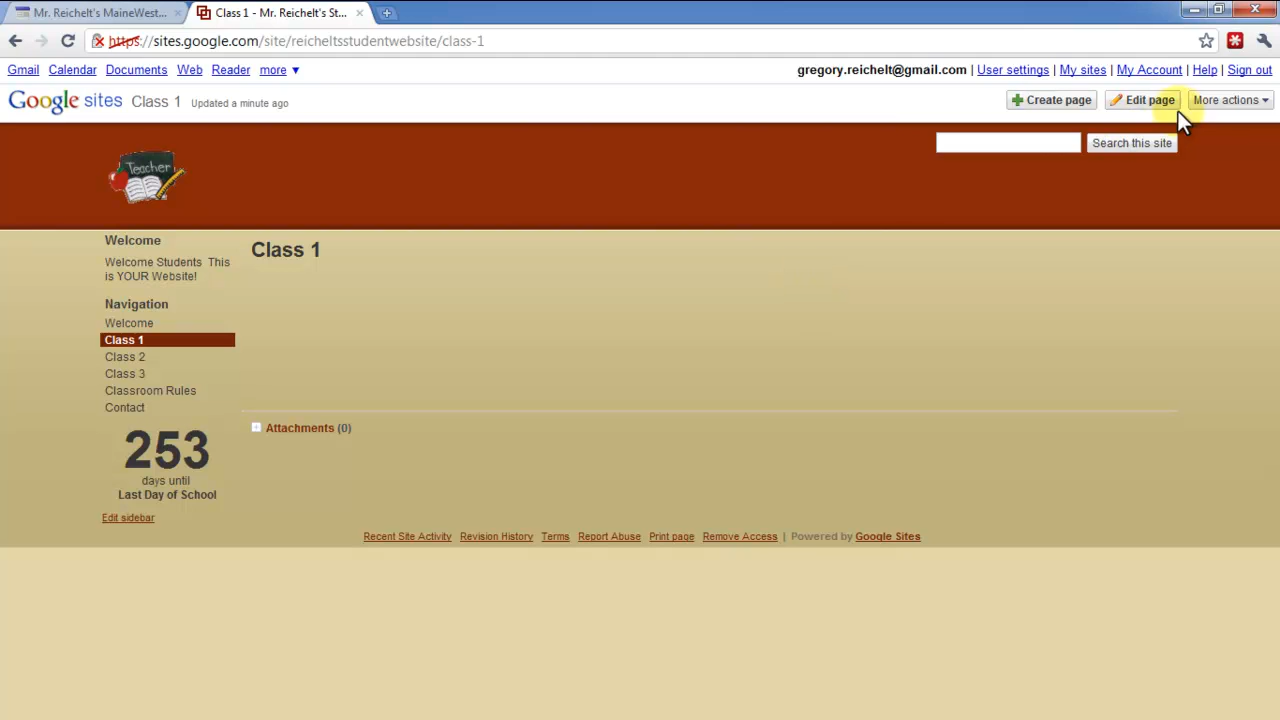 Mr. Reichelt's MaineWest...
Class 1 - Mr. Reichelt's St...
https://sites.google.com/site/reicheltsstudentwebsite/class-1
Gmail Calendar Documents Web Reader more ▼
gregory.reichelt@gmail.com | User settings | My sites | My Account | Help | Sign out
Google sites Class 1 Updated a minute ago
Create page Edit page More actions
Teacher
Search this site
Welcome
Welcome Students This
is YOUR Website!
Navigation
Welcome
Class 1
Class 2
Class 3
Classroom Rules
Contact
253
days until
Last Day of School
Edit sidebar
Class 1
Attachments (0)
Recent Site Activity Revision History Terms Report Abuse Print page Remove Access | Powered by Google Sites